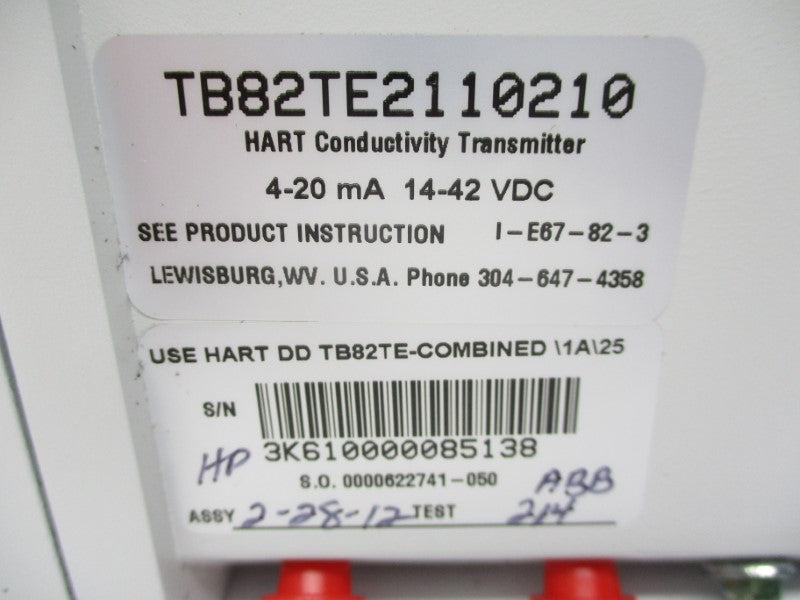 TB82TE2110210
HART Conductivity Transmitter
4-20 mA 14-42 VDC
SEE PRODUCT INSTRUCTION I-E67-82-3
LEWISBURG,WV. U.S.A. Phone 304-647-4358
USE HART DD TB82TE-COMBINED \1A\25
S/N
HP 3K610000085138
S.O. 0000622741-050 ABB
ASSY 2-28-12 TEST 214